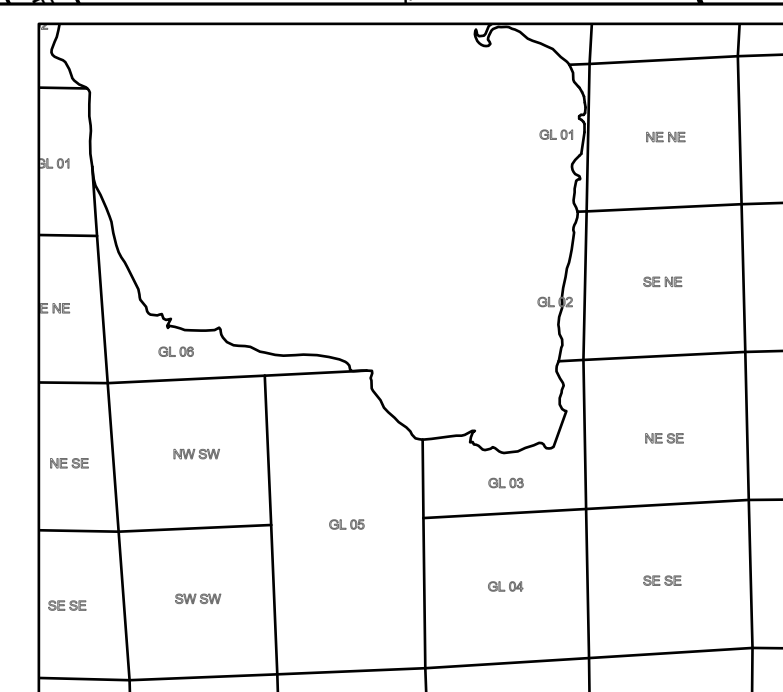 GL 01
NE NE
GL 01
SE NE
GL 02
E NE
GL 06
NE SE
NW SW
NE SE
GL 03
GL 05
SE SE
GL 04
SW SW
SE SE